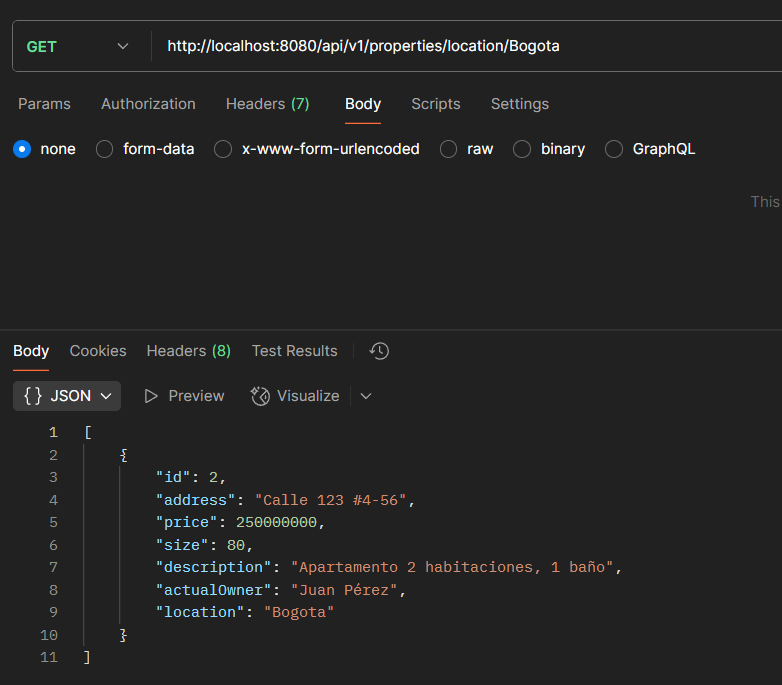 GET http://localhost:8080/api/v1/properties/location/Bogota
Params Authorization Headers (7) Body Scripts Settings
none form-data x-www-form-urlencoded raw binary GraphQL
This
Body Cookies Headers (8) Test Results
{} JSON Preview Visualize
1 [
2 {
3 "id": 2,
4 "address": "Calle 123 #4-56",
5 "price": 250000000,
6 "size": 80,
7 "description": "Apartamento 2 habitaciones, 1 baño",
8 "actualOwner": "Juan Pérez",
9 "location": "Bogota"
10 }
11 ]